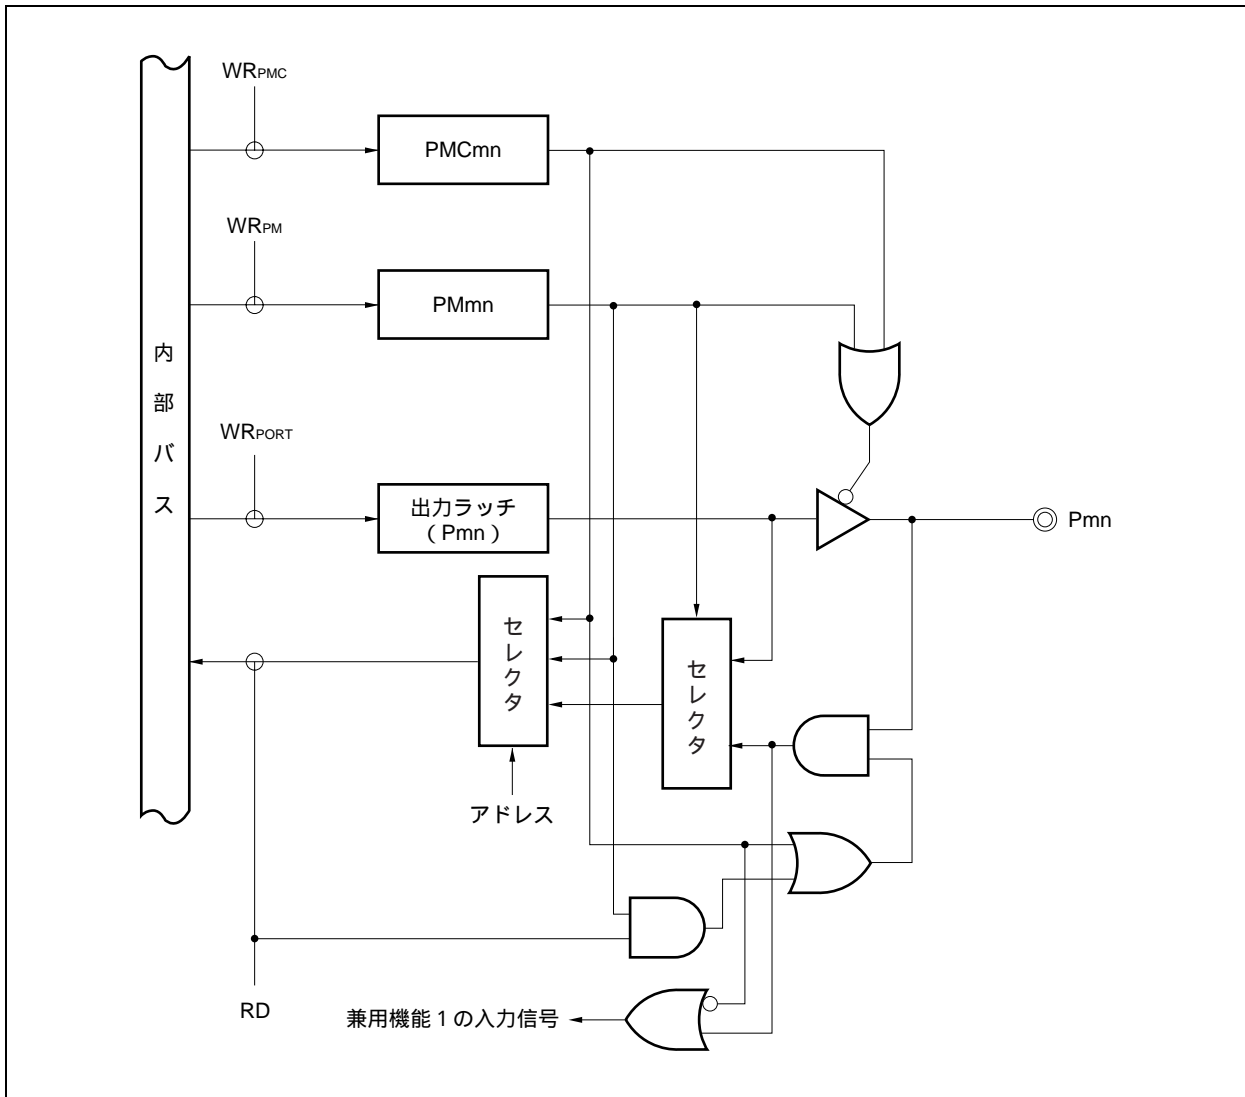 WRPMC
PMCmn
WRPM
PMmn
内部バス
WRPORT
出力ラッチ
( Pmn )
Pmn
セレクタ
セレクタ
アドレス
RD
兼用機能1の入力信号